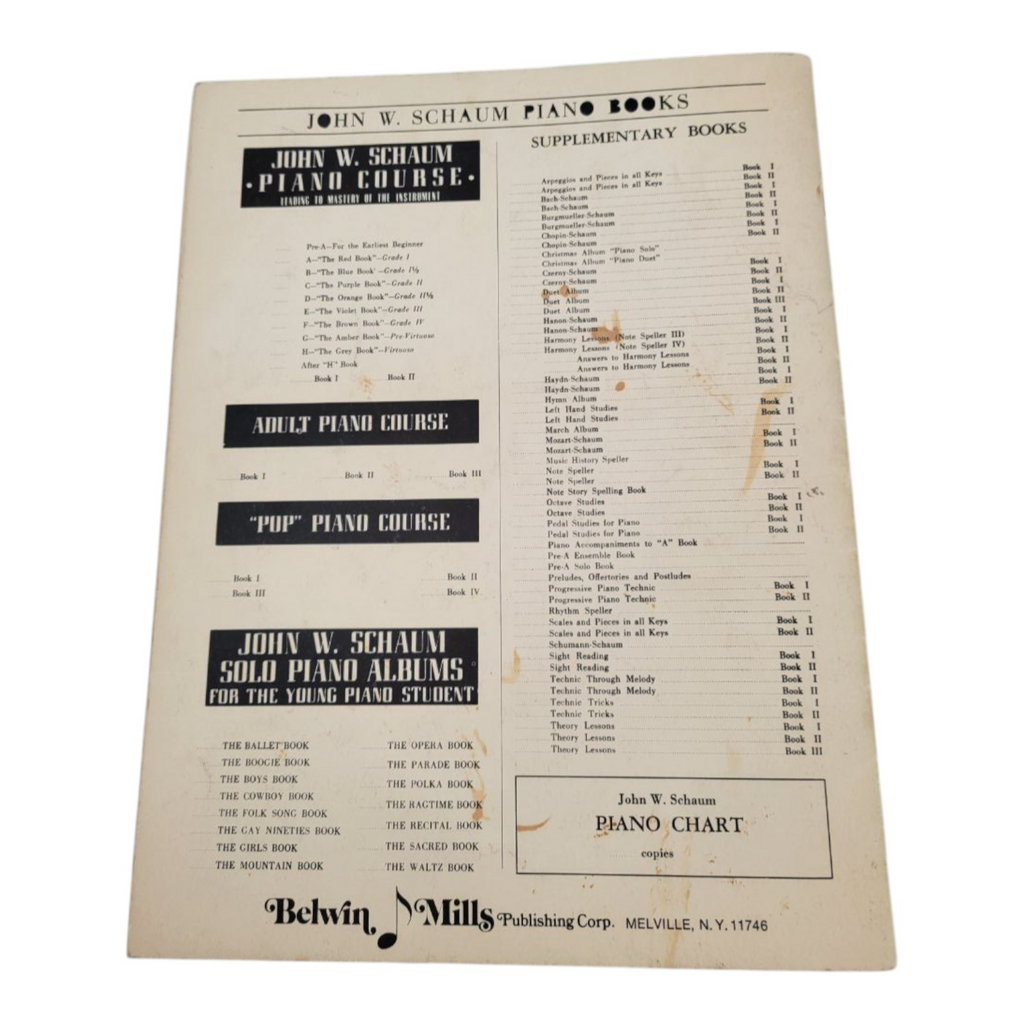 JOHN W. SCHAUM PIANO BOOKS
JOHN W. SCHAUM
· PIANO COURSE ·
LEADING TO MASTERY OF THE INSTRUMENT
Pre-A—For the Earliest Beginner
A—"The Red Book"—Grade I
B—"The Blue Book'—Grade I½
C—"The Purple Book"—Grade II
D—"The Orange Book"—Grade II½
E—"The Violet Book"—Grade III
F—"The Brown Book"—Grade IV
G—"The Amber Book"—Pre-Virtuoso
H—"The Grey Book"—Virtuoso
After "H" Book
Book I Book II
ADULT PIANO COURSE
Book I Book II Book III
"POP" PIANO COURSE
Book I Book II
Book III Book IV
JOHN W. SCHAUM
SOLO PIANO ALBUMS
FOR THE YOUNG PIANO STUDENT
THE BALLET BOOK
THE BOOGIE BOOK
THE BOYS BOOK
THE COWBOY BOOK
THE FOLK SONG BOOK
THE GAY NINETIES BOOK
THE GIRLS BOOK
THE MOUNTAIN BOOK
THE OPERA BOOK
THE PARADE BOOK
THE POLKA BOOK
THE RAGTIME BOOK
THE RECITAL BOOK
THE SACRED BOOK
THE WALTZ BOOK
SUPPLEMENTARY BOOKS
Arpeggios and Pieces in all Keys Book I
Arpeggios and Pieces in all Keys Book II
Bach-Schaum Book I
Bach-Schaum Book II
Burgmueller-Schaum Book I
Burgmueller-Schaum Book II
Chopin-Schaum Book I
Chopin-Schaum Book II
Christmas Album "Piano Solo"
Christmas Album "Piano Duet"
Czerny-Schaum Book I
Czerny-Schaum Book II
Duet Album Book I
Duet Album Book II
Duet Album Book III
Hanon-Schaum Book I
Hanon-Schaum Book II
Harmony Lessons (Note Speller III) Book I
Harmony Lessons (Note Speller IV) Book II
Answers to Harmony Lessons Book I
Answers to Harmony Lessons Book II
Haydn-Schaum Book I
Haydn-Schaum Book II
Hymn Album
Left Hand Studies Book I
Left Hand Studies Book II
March Album
Mozart-Schaum Book I
Mozart-Schaum Book II
Music History Speller
Note Speller Book I
Note Speller Book II
Note Story Spelling Book
Octave Studies Book I
Octave Studies Book II
Pedal Studies for Piano Book I
Pedal Studies for Piano Book II
Piano Accompaniments to "A" Book
Pre-A Ensemble Book
Pre-A Solo Book
Preludes, Offertories and Postludes
Progressive Piano Technic Book I
Progressive Piano Technic Book II
Rhythm Speller
Scales and Pieces in all Keys Book I
Scales and Pieces in all Keys Book II
Schumann-Schaum
Sight Reading Book I
Sight Reading Book II
Technic Through Melody Book I
Technic Through Melody Book II
Technic Tricks Book I
Technic Tricks Book II
Theory Lessons Book I
Theory Lessons Book II
Theory Lessons Book III
John W. Schaum
PIANO CHART
copies
Belwin Mills Publishing Corp. MELVILLE, N.Y. 11746